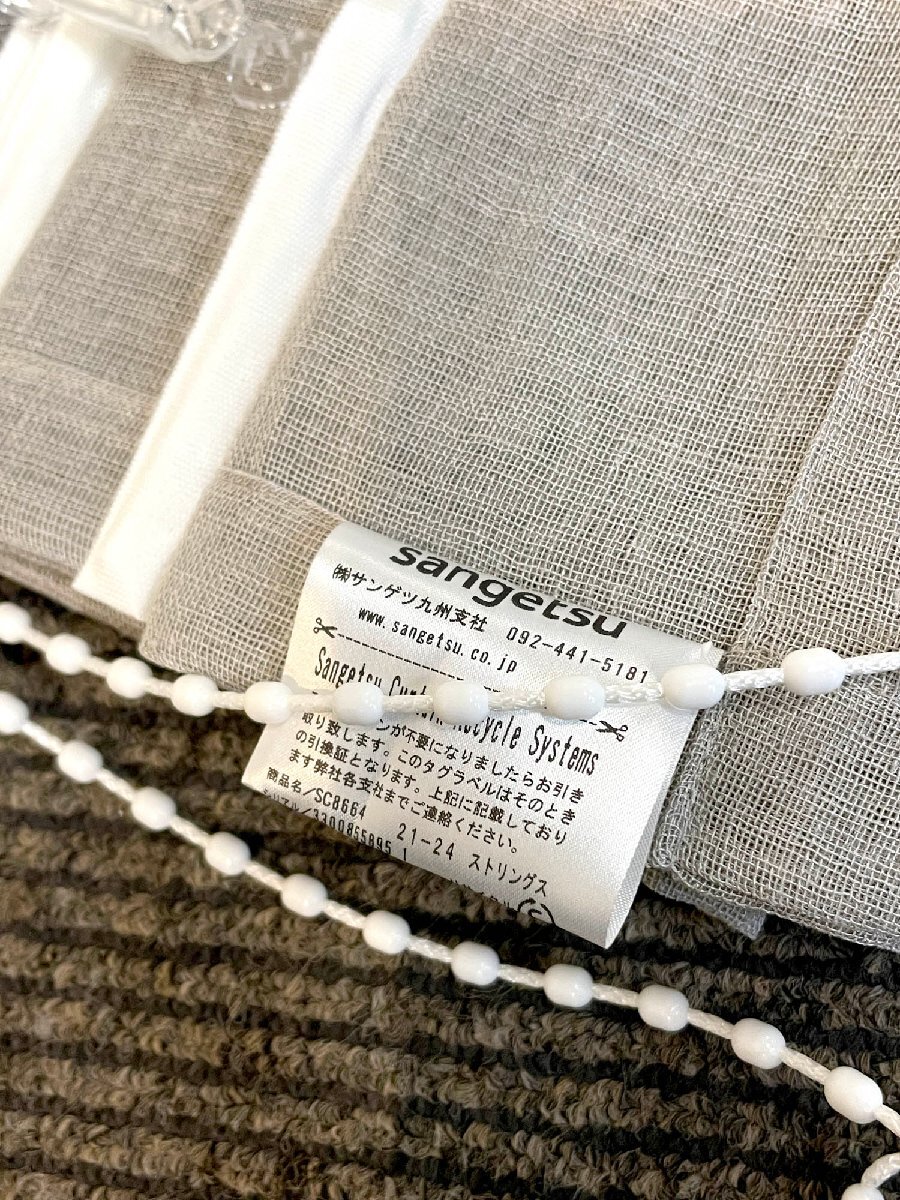 sangetsu
㈱サンゲツ九州支社 092-441-5181
www.sangetsu.co.jp
Sangetsu Recycle Systems
が不要になりましたらお引き
取り致します。このタグラベルはそのとき
の引換証となります。上記に記載しており
ます弊社各支社までご連絡ください。
商品名/SC8664 21-24 ストリングス
シリアル/3300855895